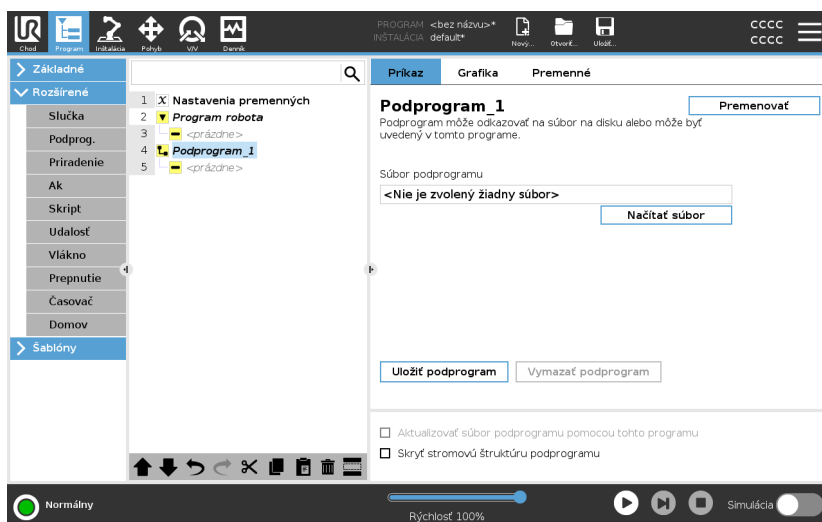 PROGRAM <bez názvu>*
INŠTALÁCIA default*
Chod
Program
Inštalácia
Pohyb
V/V
Denník
Nový...
Otvoriť...
Uložiť...
CCCC
CCCC
Základné
Rozšírené
Slučka
Podprog.
Priradenie
Ak
Skript
Udalosť
Vlákno
Prepnutie
Časovač
Domov
Šablóny
1 X Nastavenia premenných
2 Program robota
3 <prázdne>
4 Podprogram_1
5 <prázdne>
Príkaz
Grafika
Premenné
Podprogram_1
Premenovať
Podprogram môže odkazovať na súbor na disku alebo môže byť
uvedený v tomto programe.
Súbor podprogramu
<Nie je zvolený žiadny súbor>
Načítať súbor
Uložiť podprogram
Vymazať podprogram
Aktualizovať súbor podprogramu pomocou tohto programu
Skryť stromovú štruktúru podprogramu
Normálny
Rýchlosť 100%
Simulácia